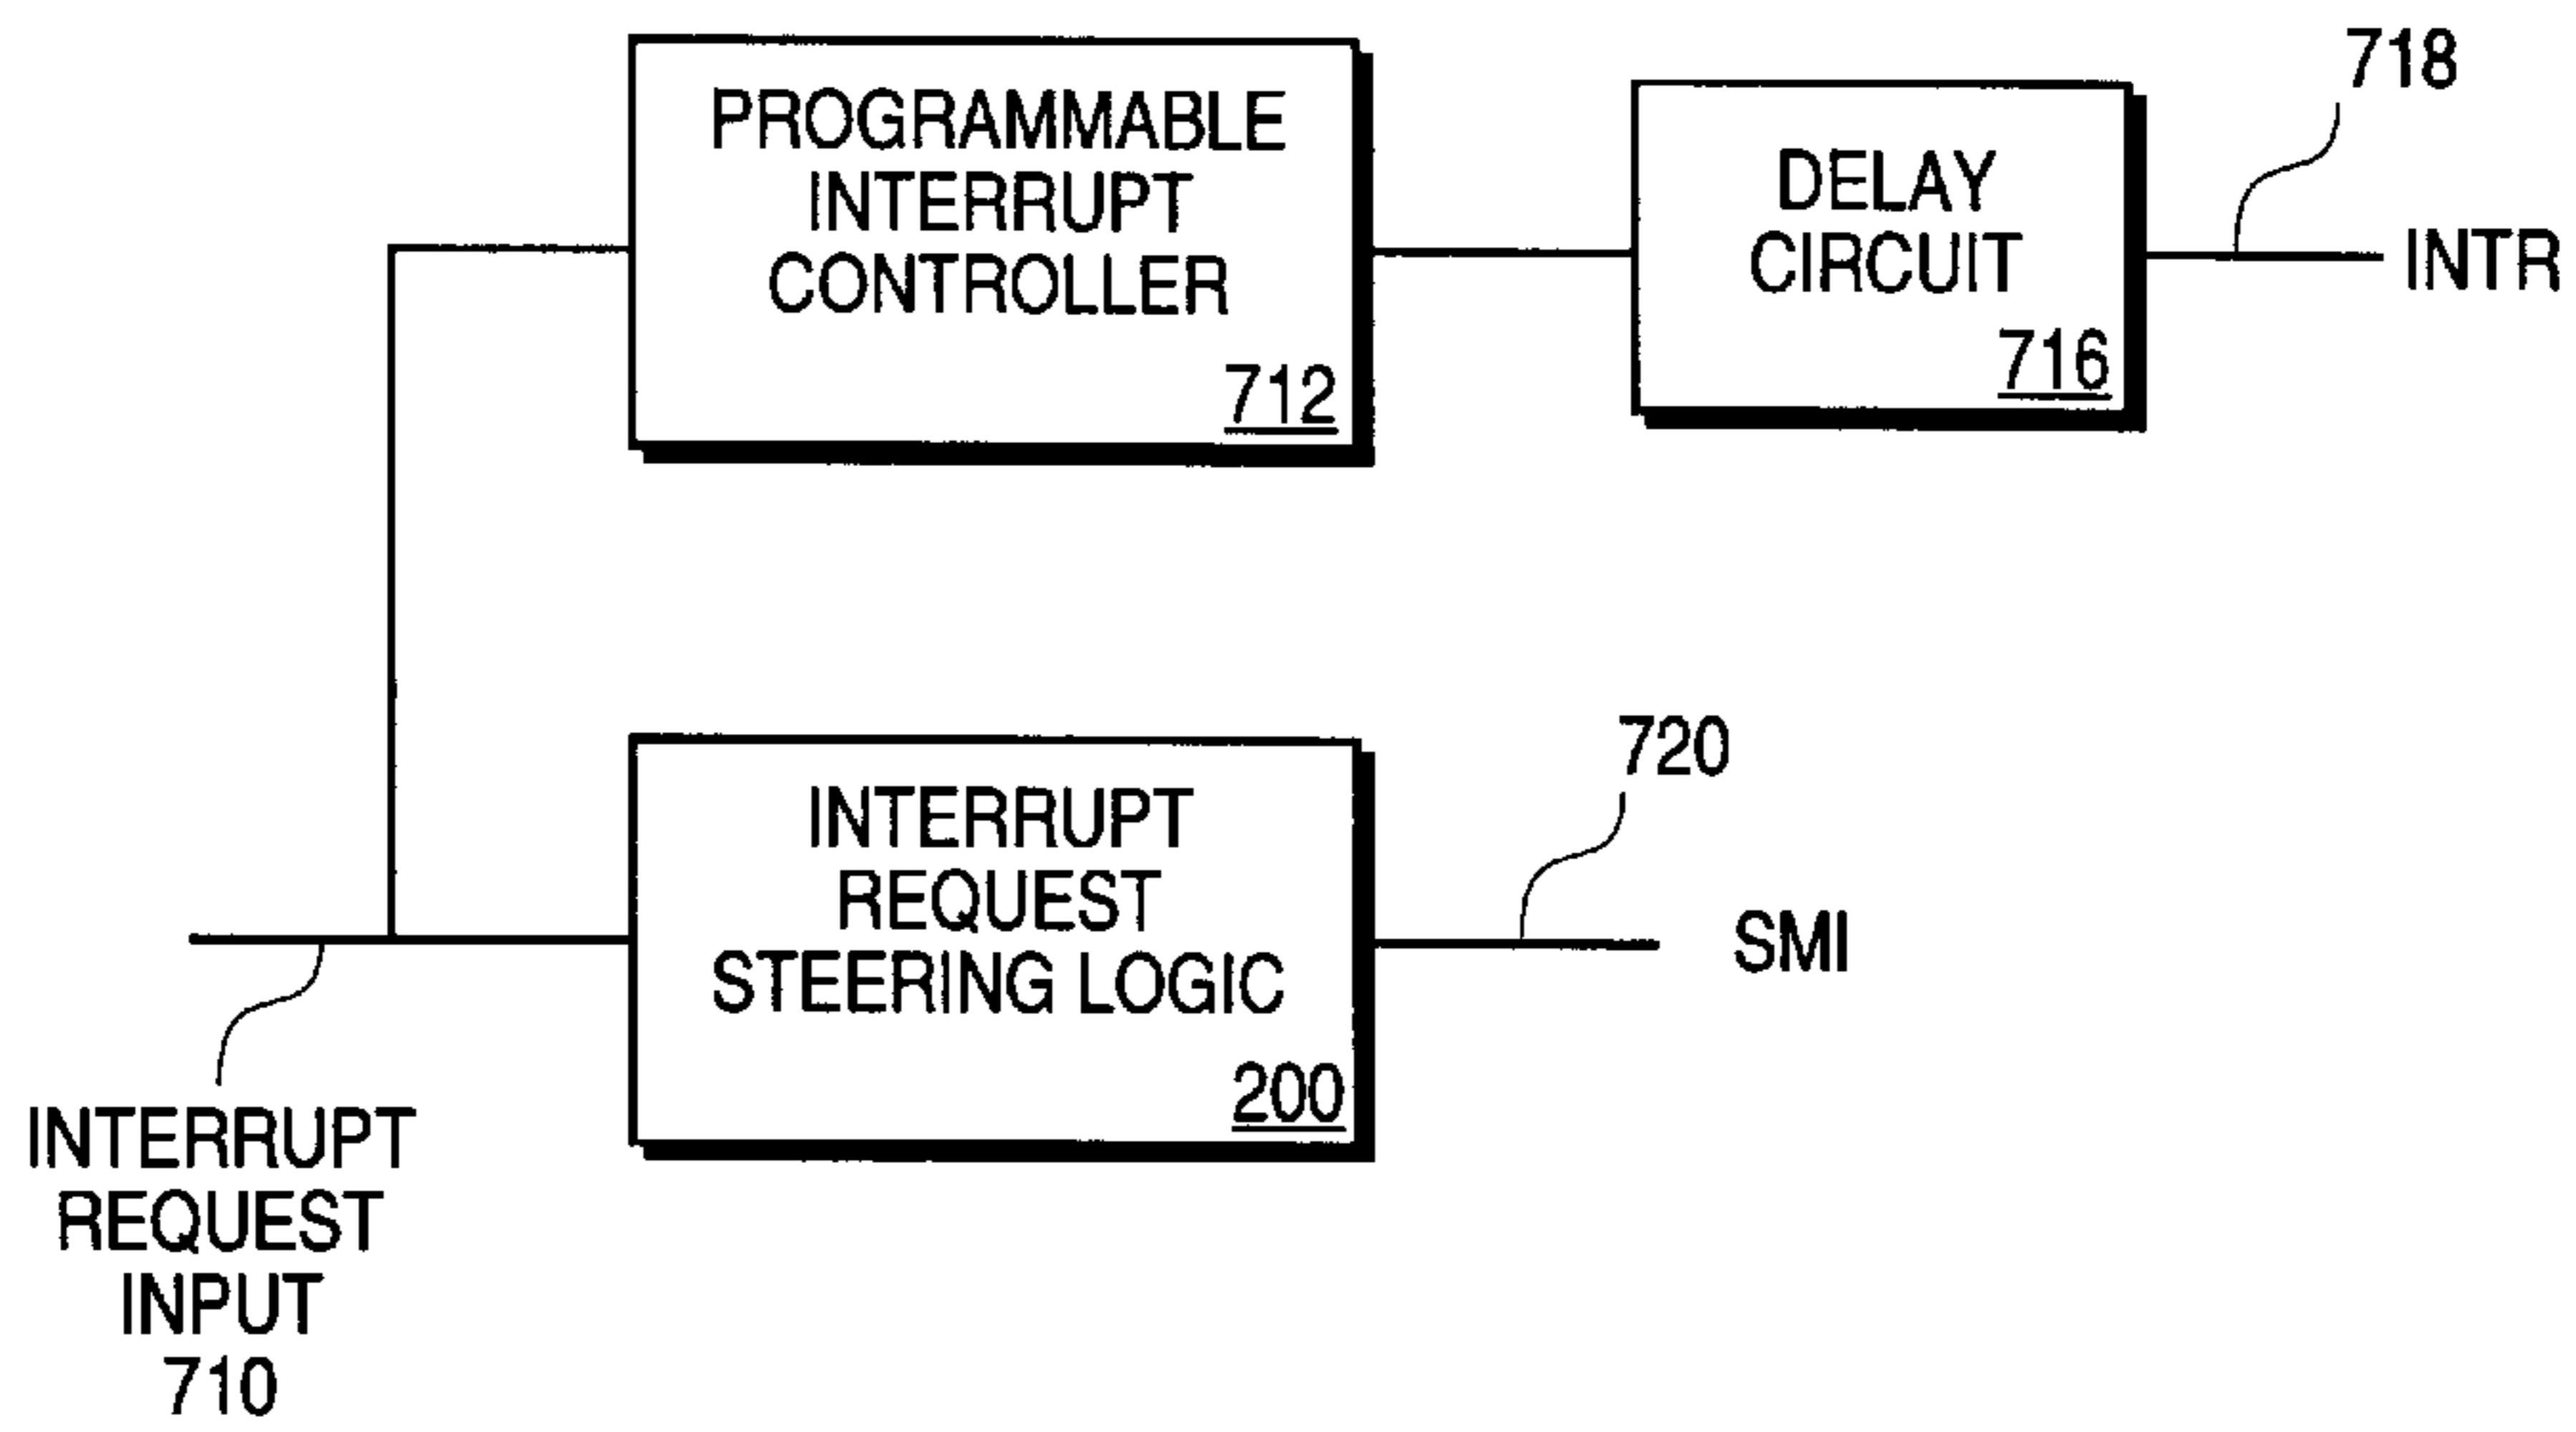 PROGRAMMABLE
INTERRUPT
CONTROLLER
712
DELAY
CIRCUIT
716
718
INTR
INTERRUPT
REQUEST
STEERING LOGIC
200
720
SMI
INTERRUPT
REQUEST
INPUT
710